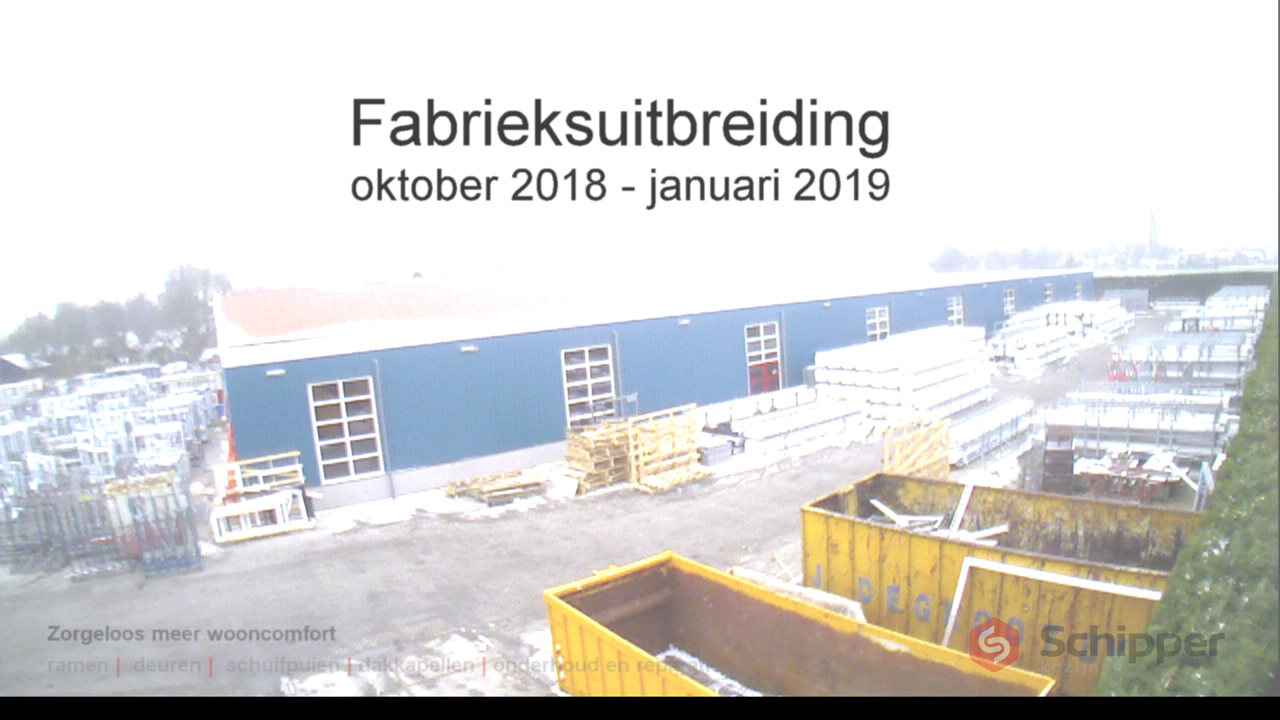 Fabrieksuitbreiding
oktober 2018 - januari 2019
Zorgeloos meer wooncomfort
ramen | deuren | schuifpuien | dakkapellen | onderhoud en
Schipper